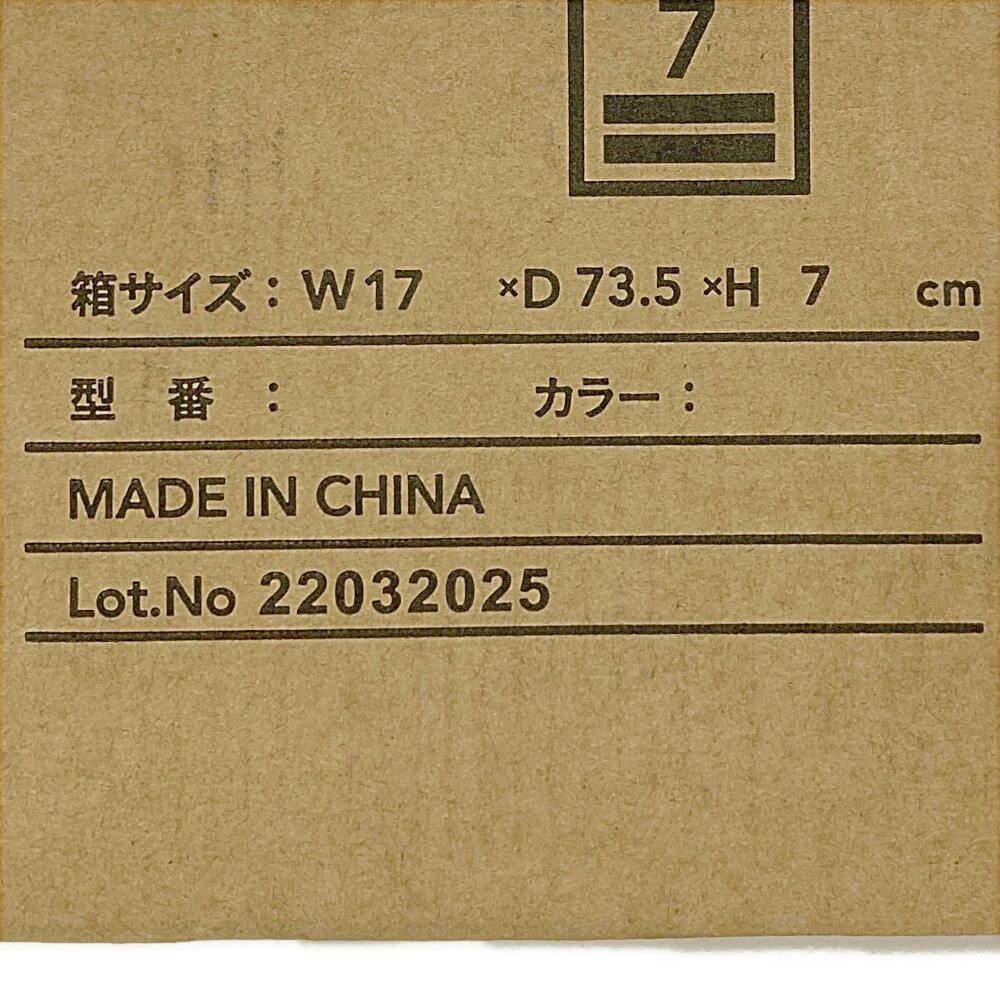 7
箱サイズ：W17 ×D 73.5 ×H 7 cm
型 番 ： カラー：
MADE IN CHINA
Lot.No 22032025